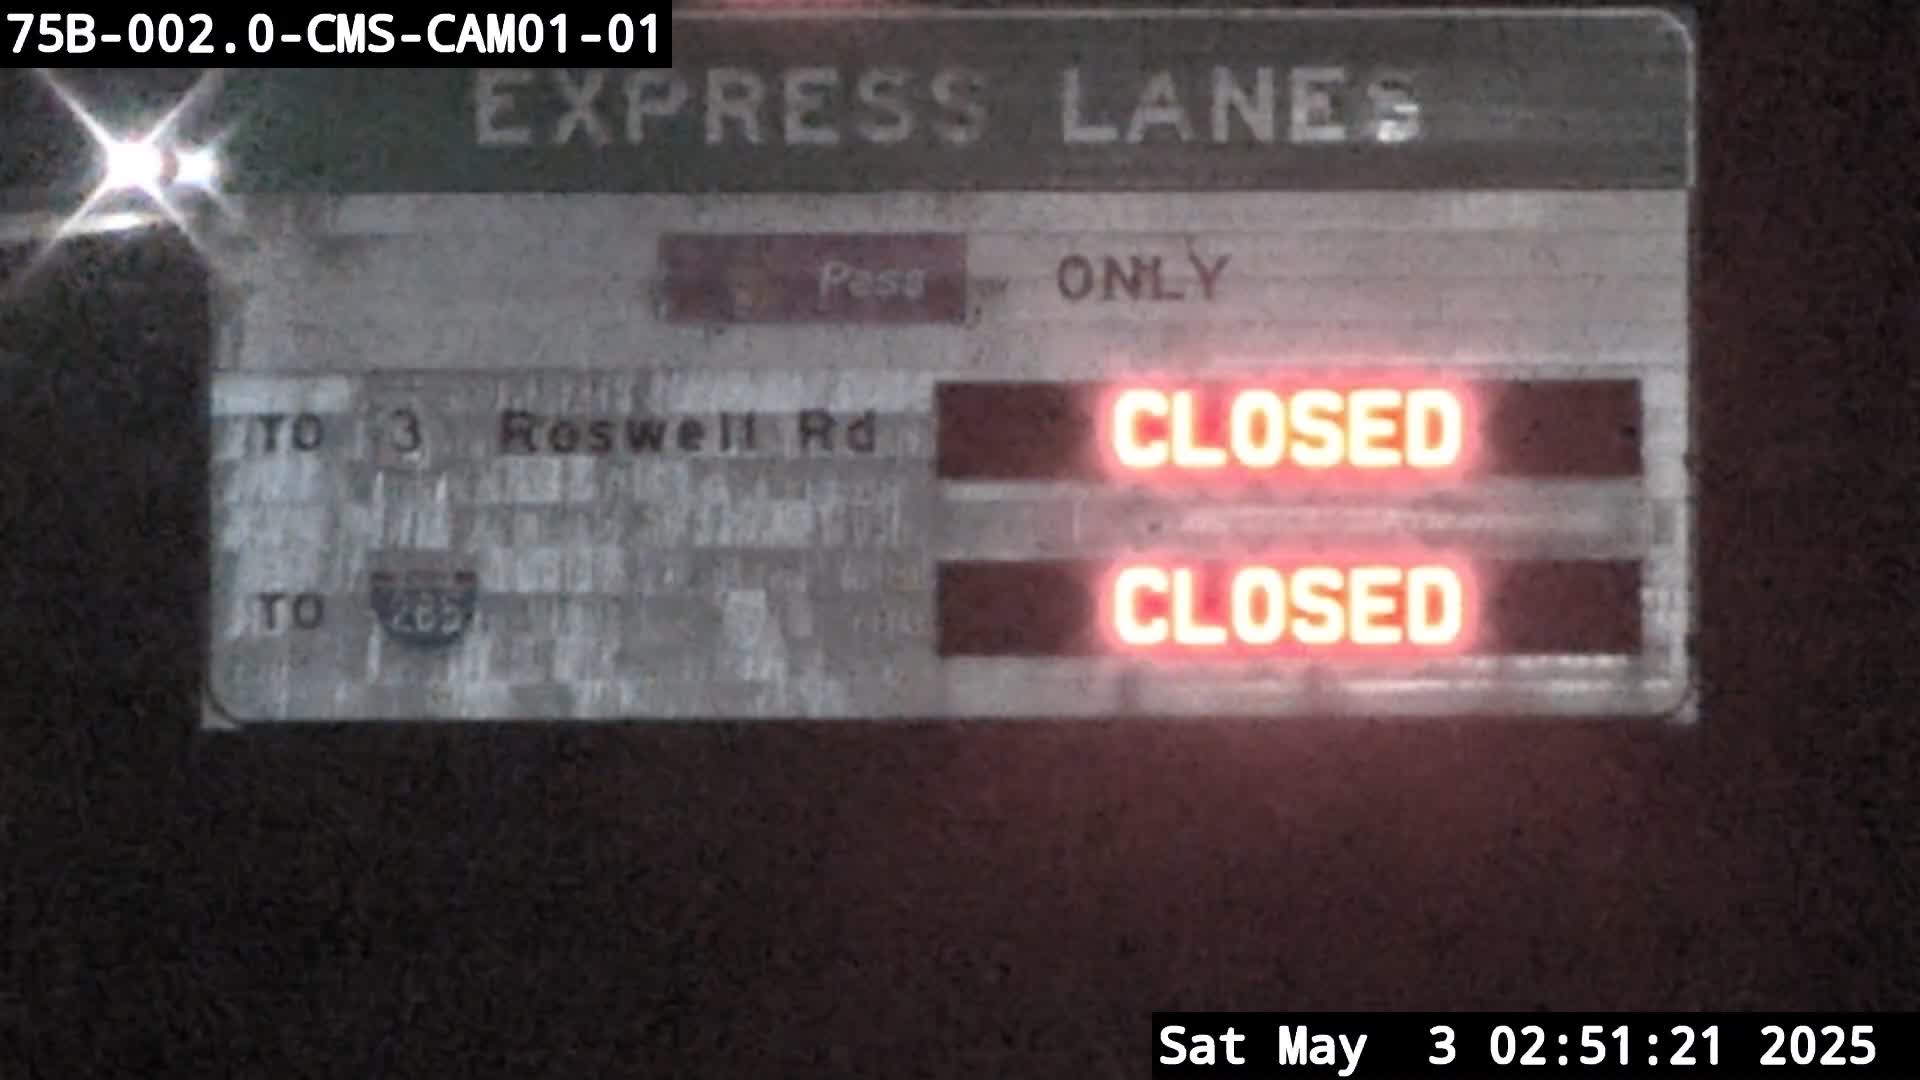 75B-002.0-CMS-CAM01-01
EXPRESS LANES
Pass ONLY
TO 3 Roswell Rd CLOSED
TO 285 CLOSED
Sat May 3 02:51:21 2025